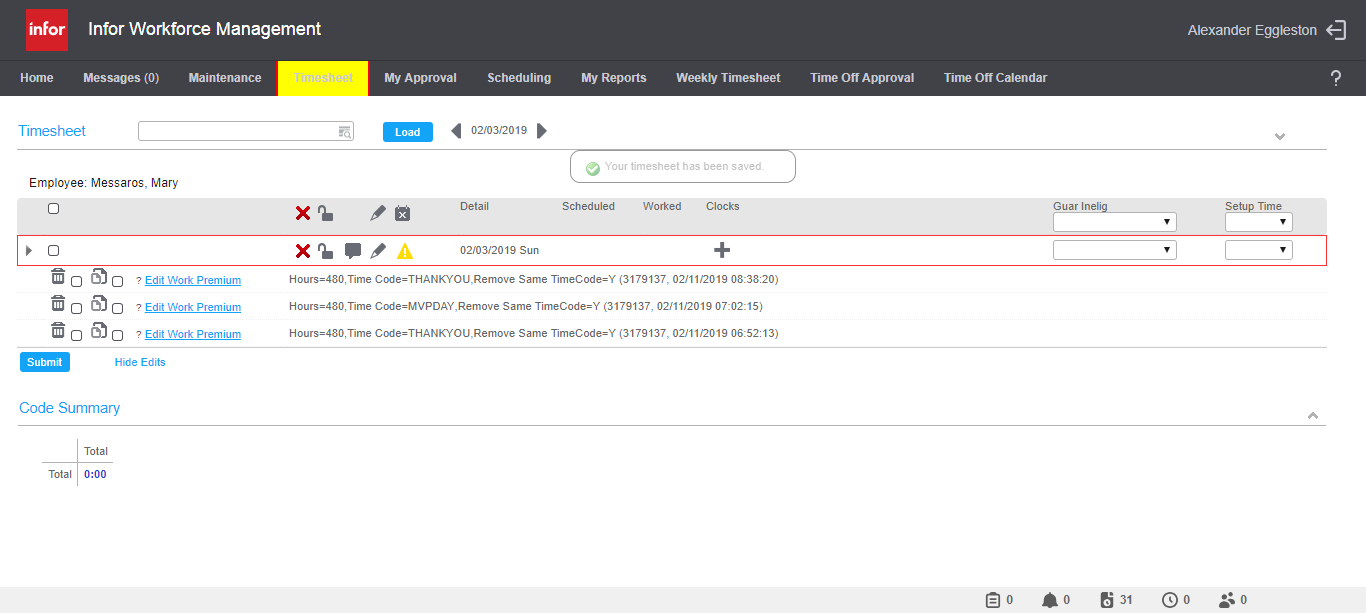 infor Infor Workforce Management Alexander Eggleston
Home Messages (0) Maintenance Timesheet My Approval Scheduling My Reports Weekly Timesheet Time Off Approval Time Off Calendar ?
Timesheet Load 02/03/2019
Your timesheet has been saved.
Employee: Messaros, Mary
Detail Scheduled Worked Clocks Guar Inelig Setup Time
02/03/2019 Sun
? Edit Work Premium Hours=480,Time Code=THANKYOU,Remove Same TimeCode=Y (3179137, 02/11/2019 08:38:20)
? Edit Work Premium Hours=480,Time Code=MVPDAY,Remove Same TimeCode=Y (3179137, 02/11/2019 07:02:15)
? Edit Work Premium Hours=480,Time Code=THANKYOU,Remove Same TimeCode=Y (3179137, 02/11/2019 06:52:13)
Submit Hide Edits
Code Summary
Total
Total 0:00
0 0 31 0 0